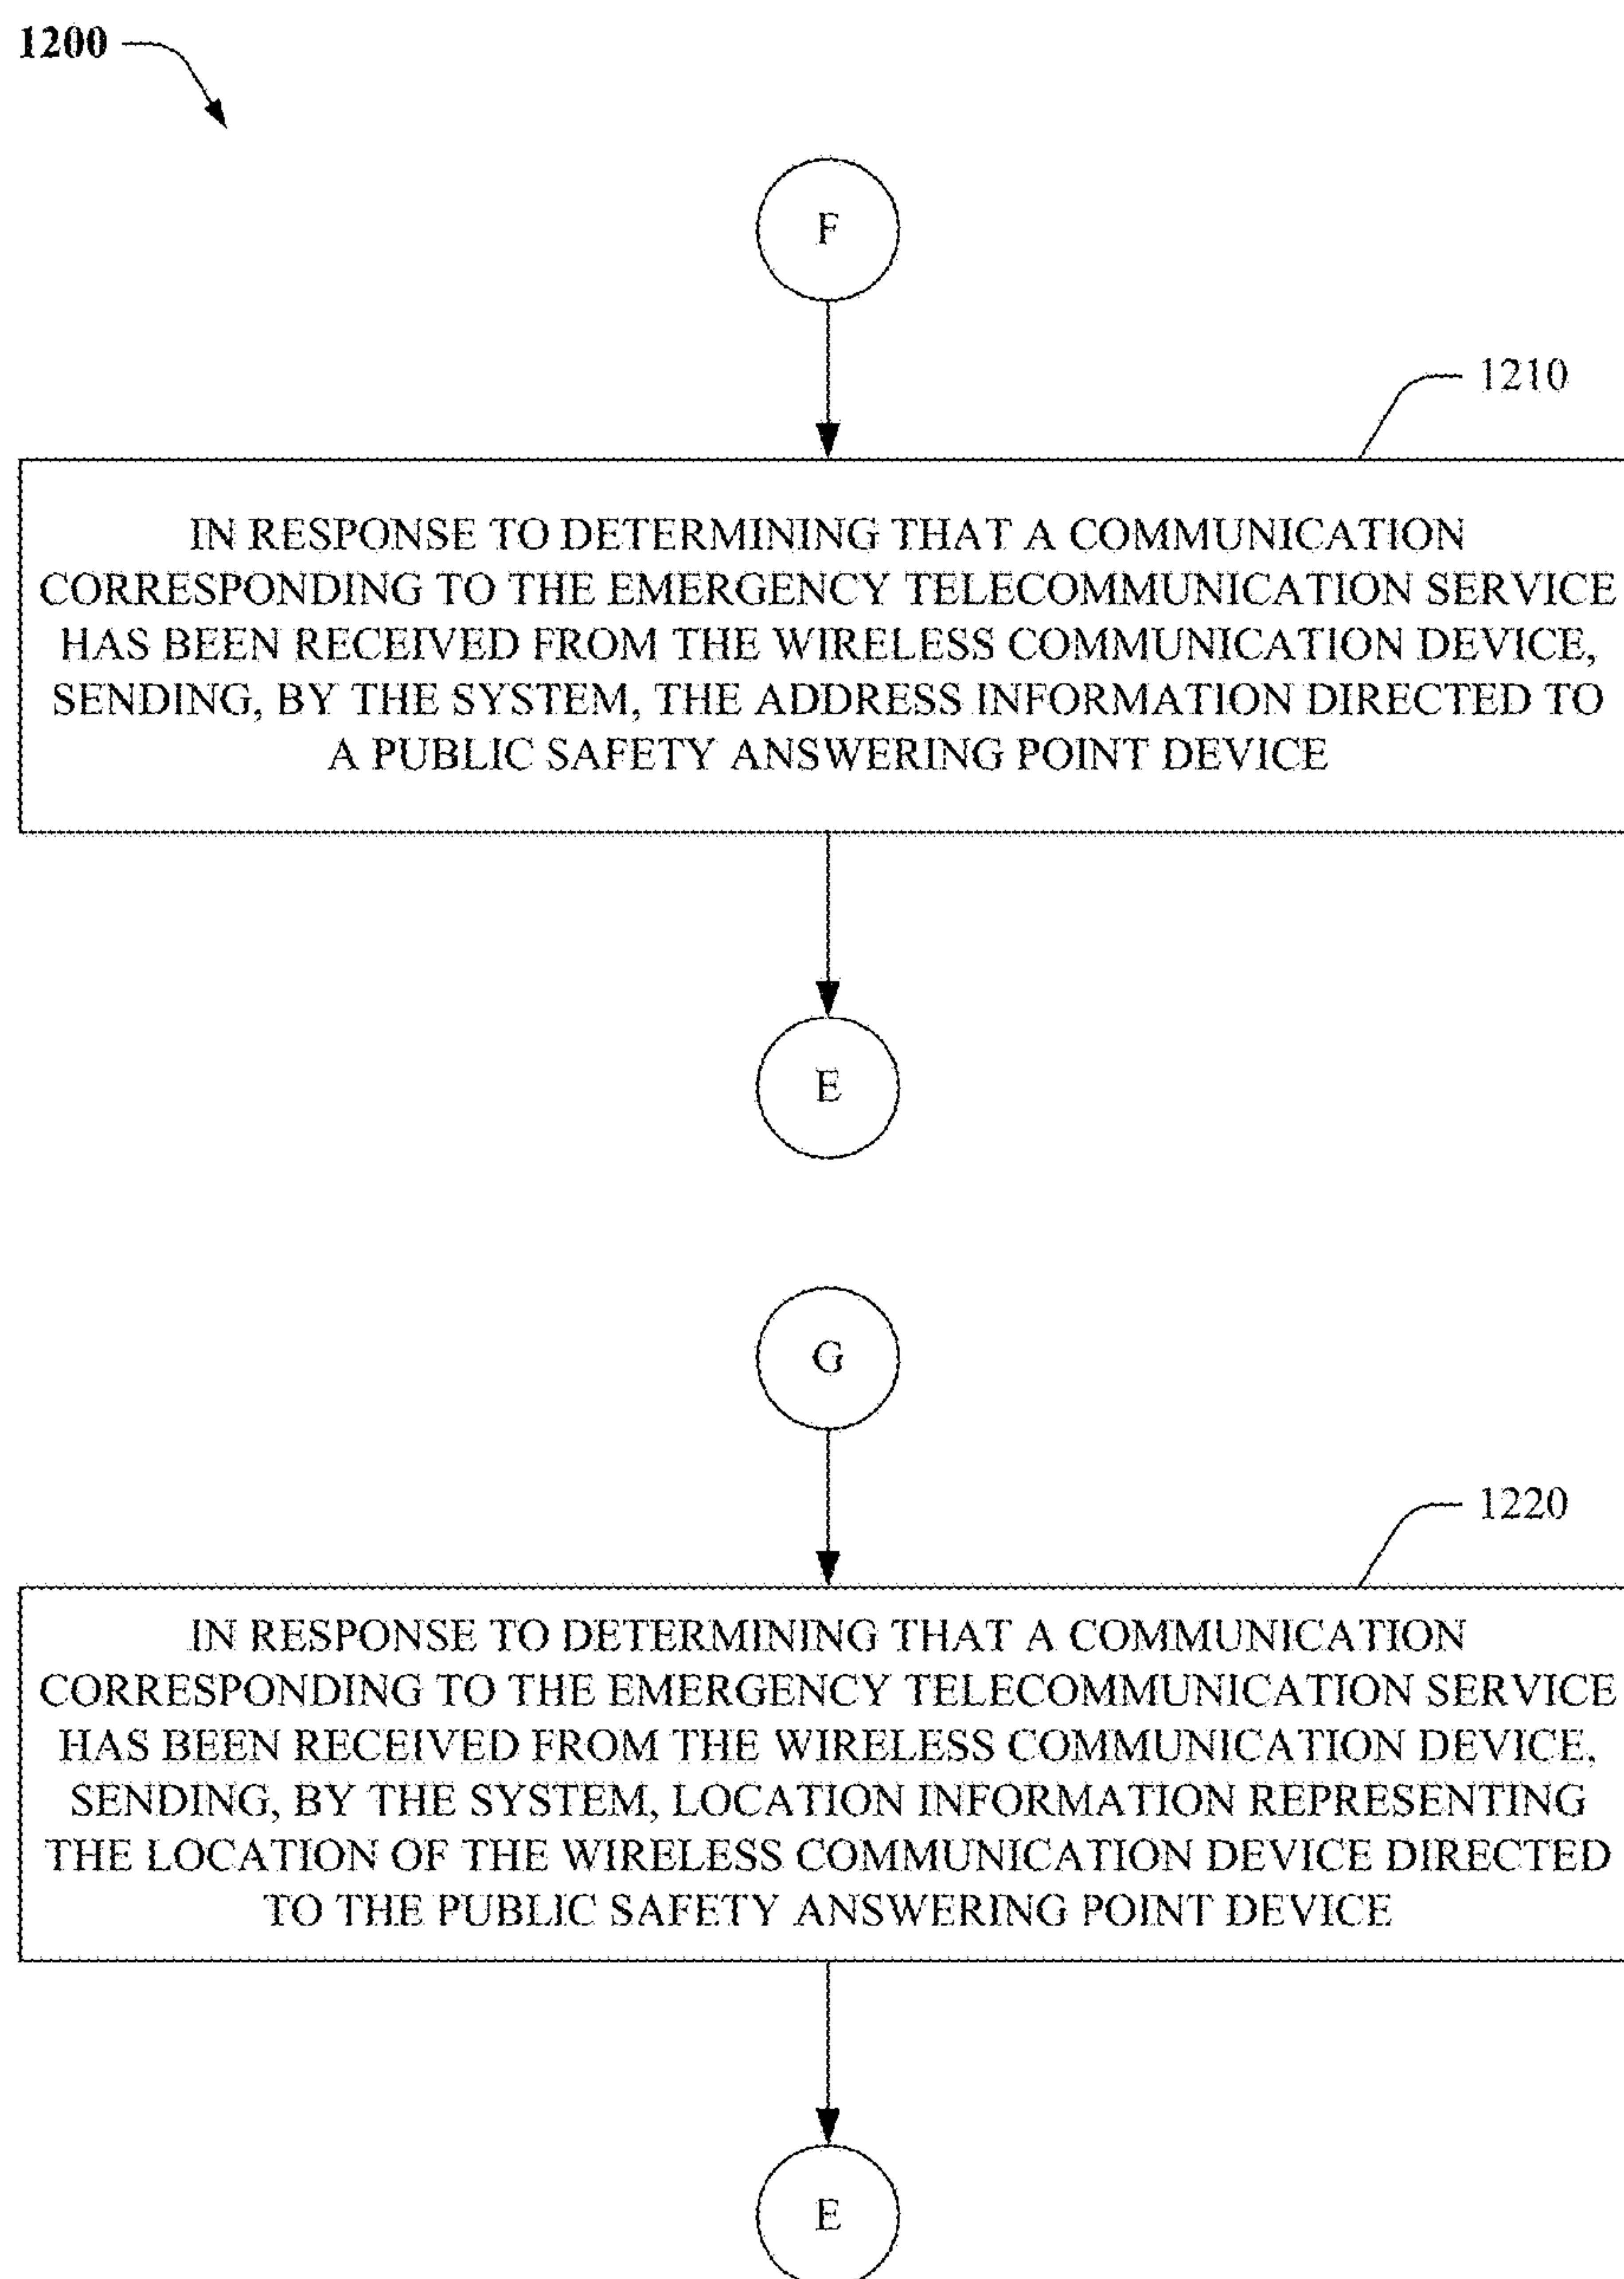 1200
F
1210
IN RESPONSE TO DETERMINING THAT A COMMUNICATION
CORRESPONDING TO THE EMERGENCY TELECOMMUNICATION SERVICE
HAS BEEN RECEIVED FROM THE WIRELESS COMMUNICATION DEVICE,
SENDING, BY THE SYSTEM, THE ADDRESS INFORMATION DIRECTED TO
A PUBLIC SAFETY ANSWERING POINT DEVICE
E
G
1220
IN RESPONSE TO DETERMINING THAT A COMMUNICATION
CORRESPONDING TO THE EMERGENCY TELECOMMUNICATION SERVICE
HAS BEEN RECEIVED FROM THE WIRELESS COMMUNICATION DEVICE,
SENDING, BY THE SYSTEM, LOCATION INFORMATION REPRESENTING
THE LOCATION OF THE WIRELESS COMMUNICATION DEVICE DIRECTED
TO THE PUBLIC SAFETY ANSWERING POINT DEVICE
E